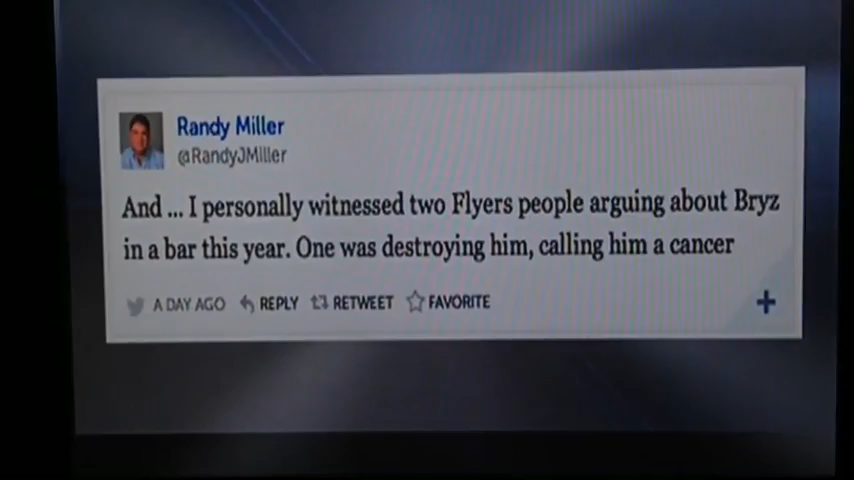 Randy Miller
@RandyJMiller
And ... I personally witnessed two Flyers people arguing about Bryz
in a bar this year. One was destroying him, calling him a cancer
A DAY AGO REPLY RETWEET FAVORITE